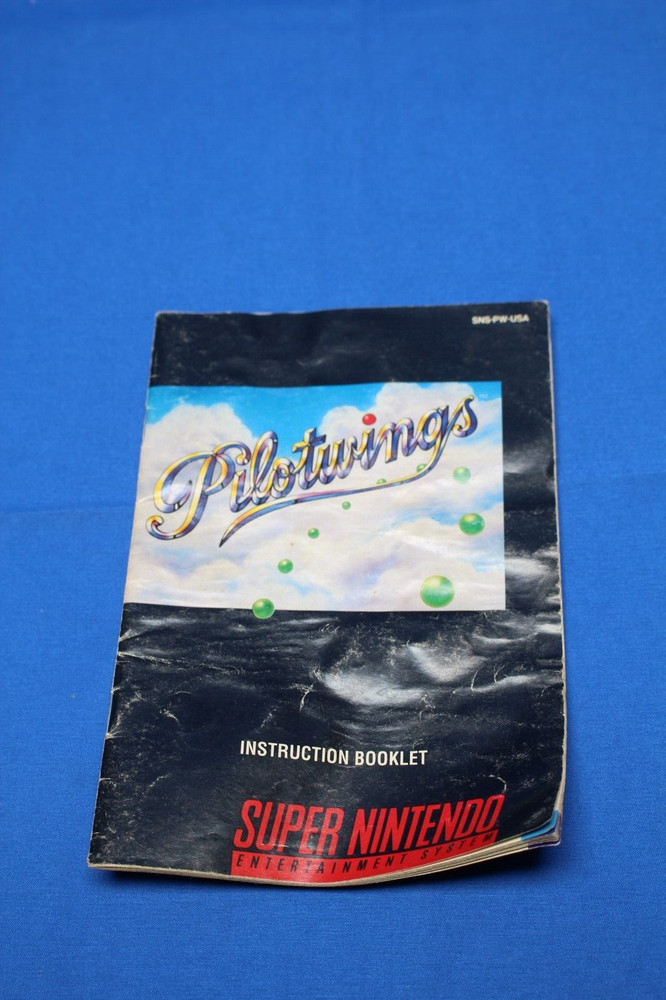 SNS-PW-USA
Pilotwings
INSTRUCTION BOOKLET
SUPER NINTENDO
ENTERTAINMENT SYSTEM